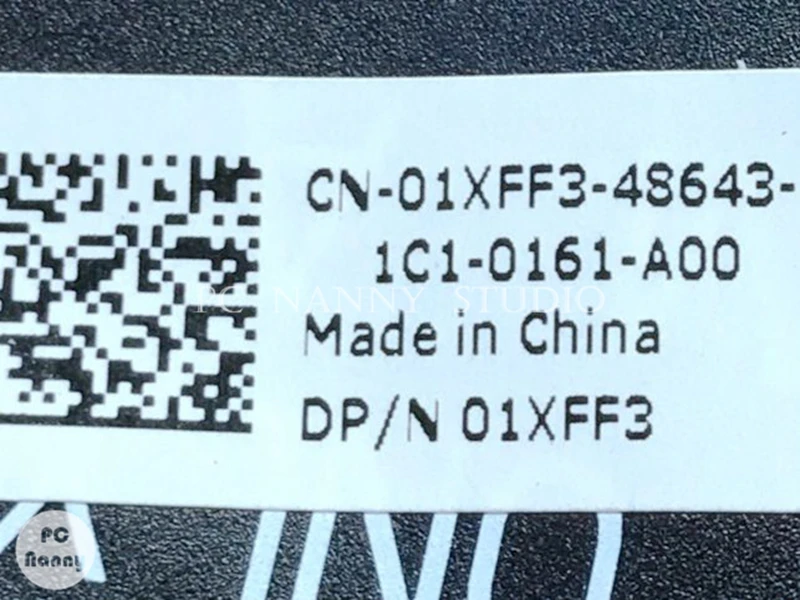 CN-01XFF3-48643-
1C1-0161-A00
PC NANNY STUDIO
Made in China
DP/N 01XFF3
PC
Nanny